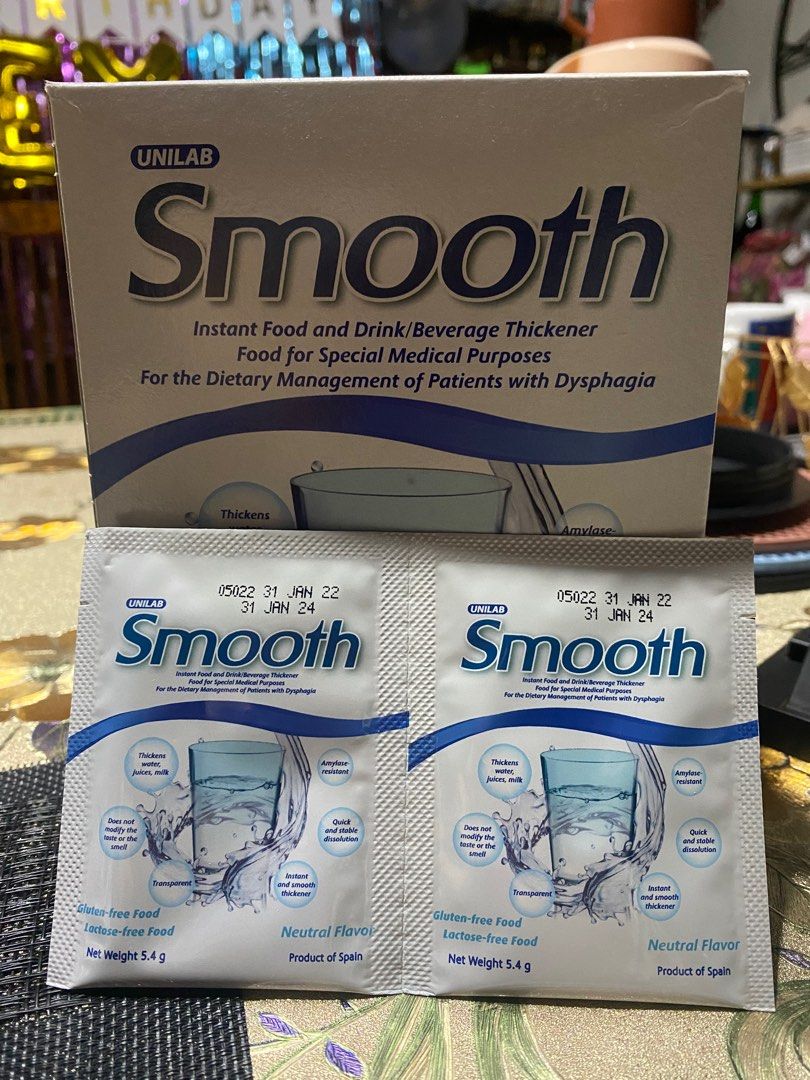 RTHDAY
UNILAB
Smooth
Instant Food and Drink/Beverage Thickener
Food for Special Medical Purposes
For the Dietary Management of Patients with Dysphagia
Thickens
Amylase-
05022 31 JAN 22
31 JAN 24
UNILAB
Smooth
Instant Food and Drink/Beverage Thickener
Food for Special Medical Purposes
For the Dietary Management of Patients with Dysphagia
Thickens
water,
juices, milk
Amylase-
resistant
Does not
modify the
taste or the
smell
Quick
and stable
dissolution
Transparent
Instant
and smooth
thickener
Gluten-free Food
Lactose-free Food
Neutral Flavor
Net Weight 5.4 g
Product of Spain
05022 31 JAN 22
31 JAN 24
UNILAB
Smooth
Instant Food and Drink/Beverage Thickener
Food for Special Medical Purposes
For the Dietary Management of Patients with Dysphagia
Thickens
water,
juices, milk
Amylase-
resistant
Does not
modify the
taste or the
smell
Quick
and stable
dissolution
Transparent
Instant
and smooth
thickener
Gluten-free Food
Lactose-free Food
Neutral Flavor
Net Weight 5.4 g
Product of Spain